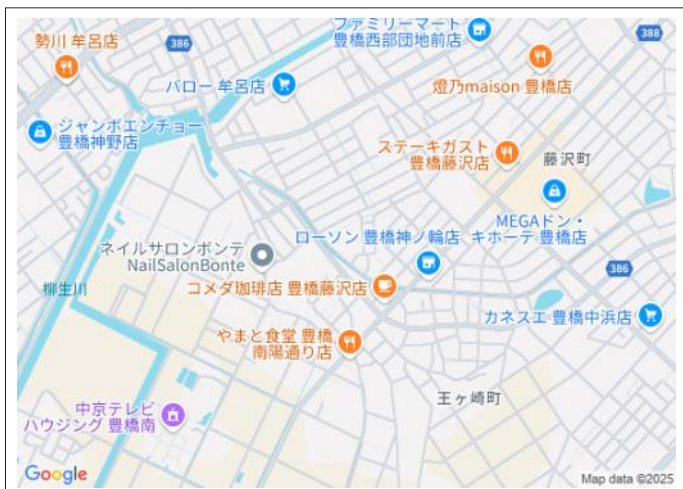 ファミリーマート
豊橋西部団地前店
388
386
勢川 牟呂店
バロー 牟呂店
燈乃maison 豊橋店
ジャンボエンチョー
豊橋神野店
ステーキガスト
豊橋藤沢店
藤沢町
MEGAドン・
キホーテ 豊橋店
ネイルサロンボンテ
NailSalonBonte
ローソン 豊橋神ノ輪店
386
柳生川
コメダ珈琲店 豊橋藤沢店
カネスエ 豊橋中浜店
やまと食堂 豊橋
南陽通り店
王ヶ崎町
中京テレビ
ハウジング 豊橋南
Google
Map data ©2025